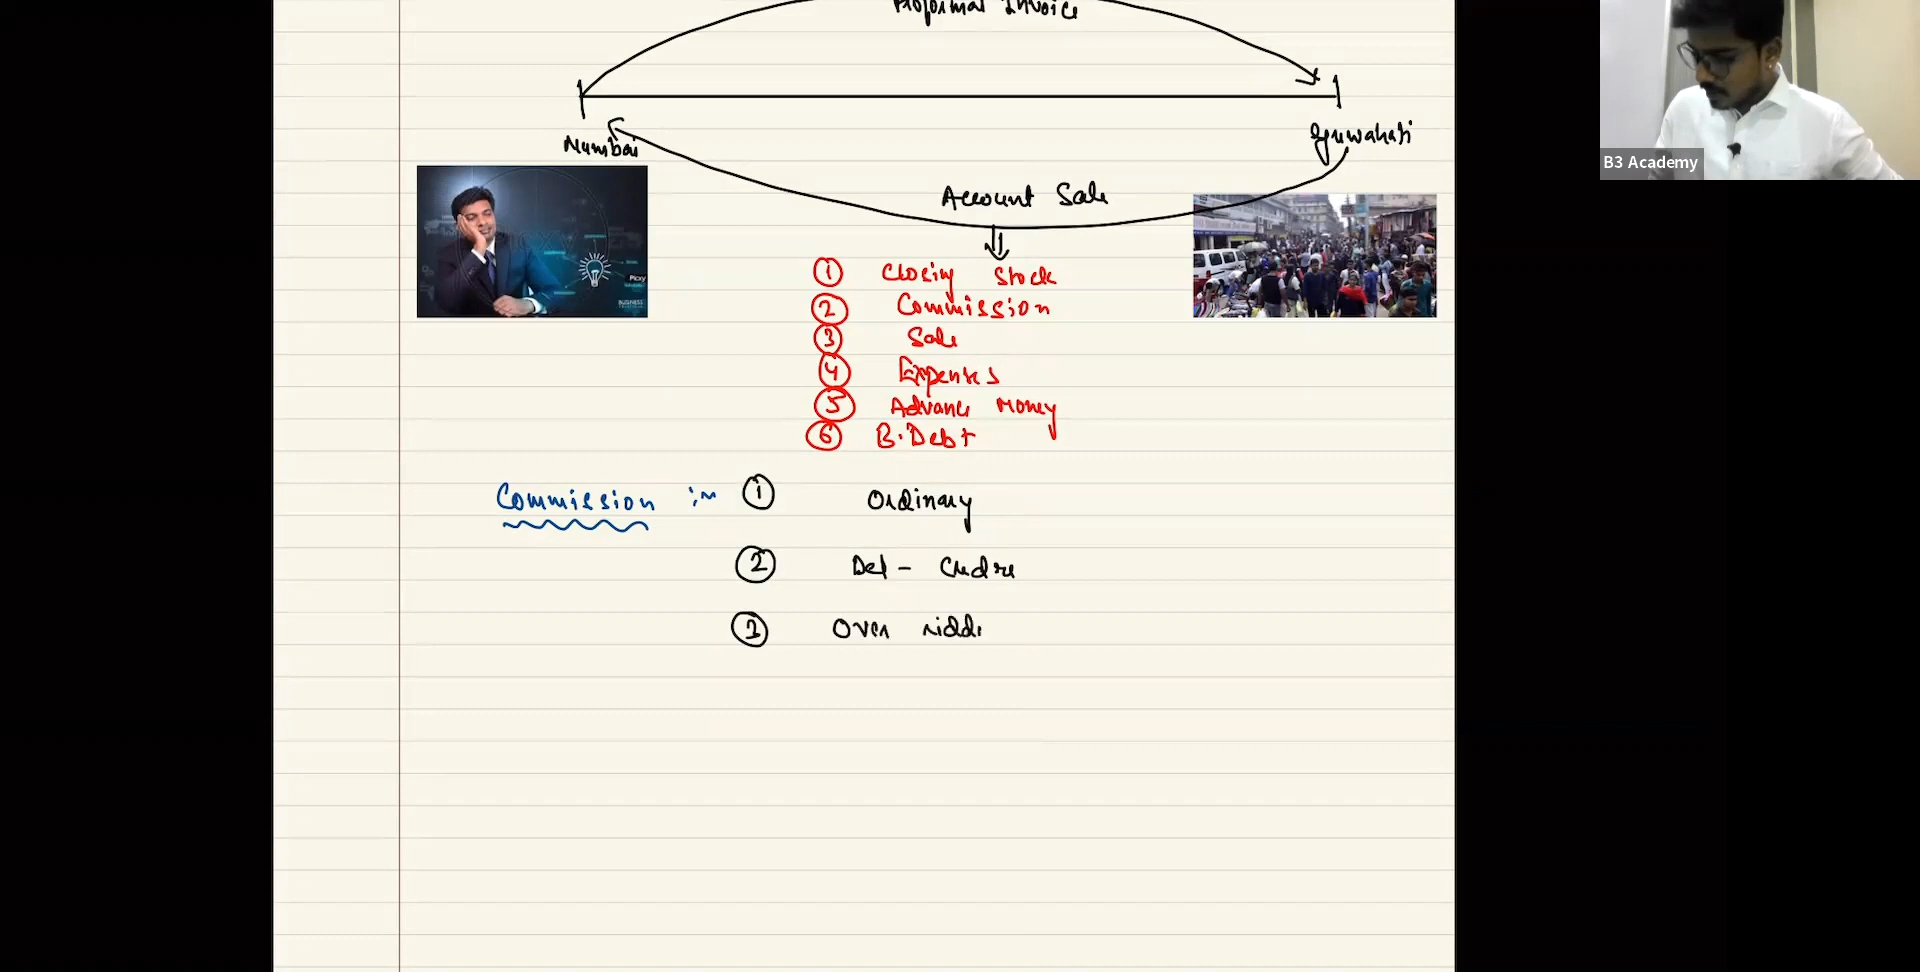 Proformal Invoice
Mumbai
Guwahati
B3 Academy
Account Sale
① Closing Stock
② Commission
③ Sale
④ Expenses
⑤ Advance Money
⑥ B.Debt
Commission :~ ① Ordinary
② Del - Credre
③ Over ridde